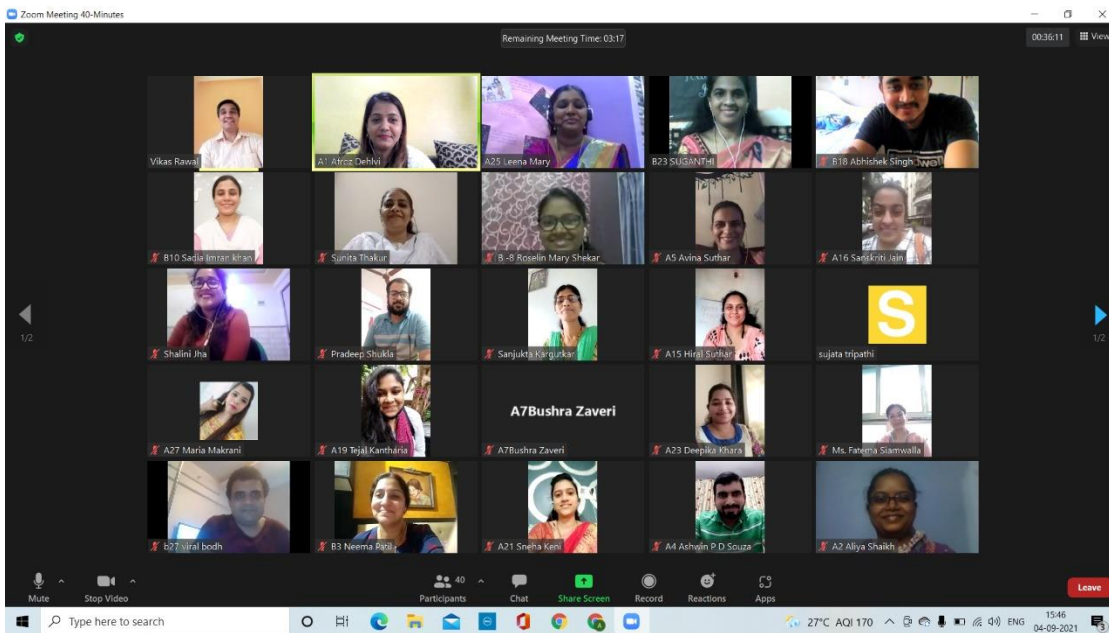 Zoom Meeting 40-Minutes
Remaining Meeting Time: 03:17
00:36:11 View
Vikas Rawal
A1 Afroz Dehlvi
A25 Leena Mary
B23 SUGANTHI
B18 Abhishek Singh
B10 Sadia Imran khan
Sunita Thakur
B.-8 Roselin Mary Shekar
A5 Avina Suthar
A16 Sanskriti Jain
1/2
1/2
Shalini Jha
Pradeep Shukla
Sanjukta Kargutkar
A15 Hiral Suthar
S
sujata tripathi
A27 Maria Makrani
A19 Tejal Kantharia
A7Bushra Zaveri
A7Bushra Zaveri
A23 Deepika Khara
Ms. Fatema Siamwalla
b27 viral bodh
B3 Neema Patil
A21 Sneha Keni
A4 Ashwin P D Souza
A2 Aliya Shaikh
Mute
Stop Video
40
Participants
Chat
Share Screen
Record
Reactions
Apps
Leave
Type here to search
27°C AQI 170
ENG
15:46
04-09-2021
3